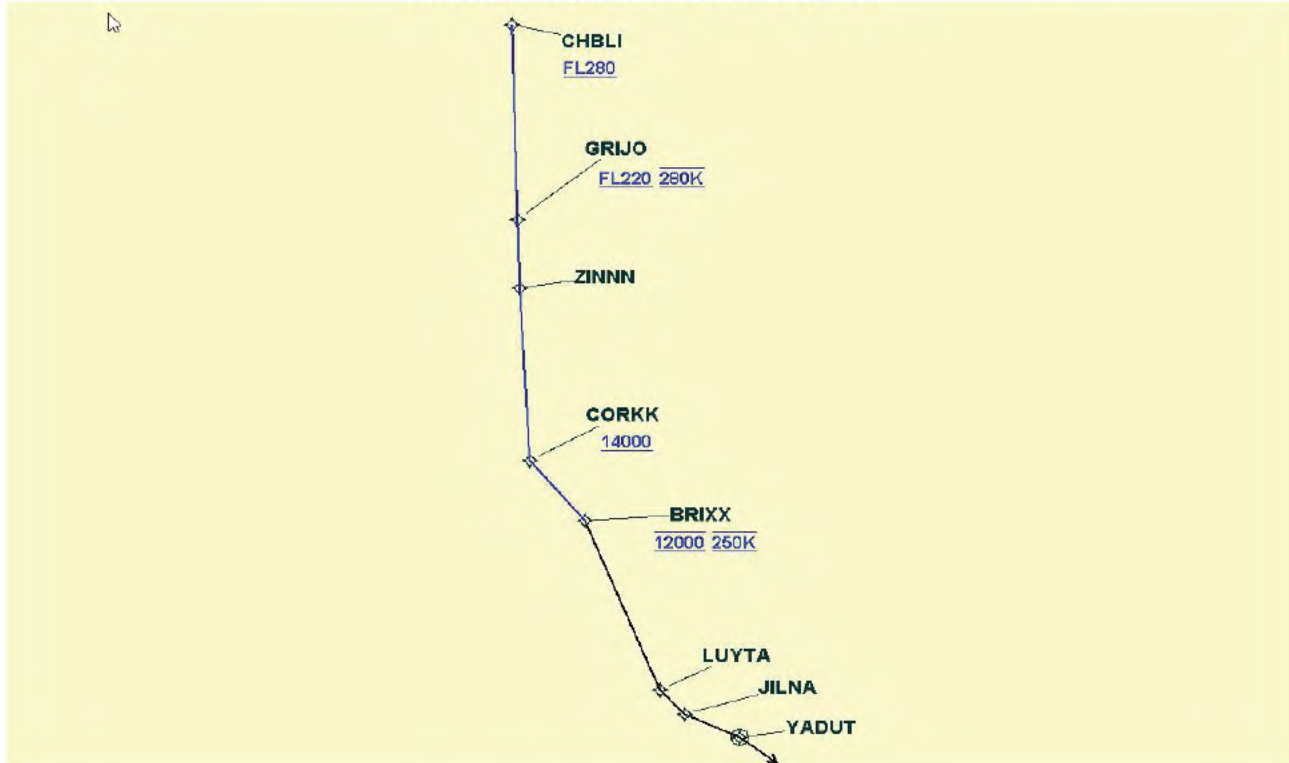 CHBLI
FL280
GRIJO
FL220 280K
ZINNN
CORKK
14000
BRIXX
12000 250K
LUYTA
JILNA
YADUT